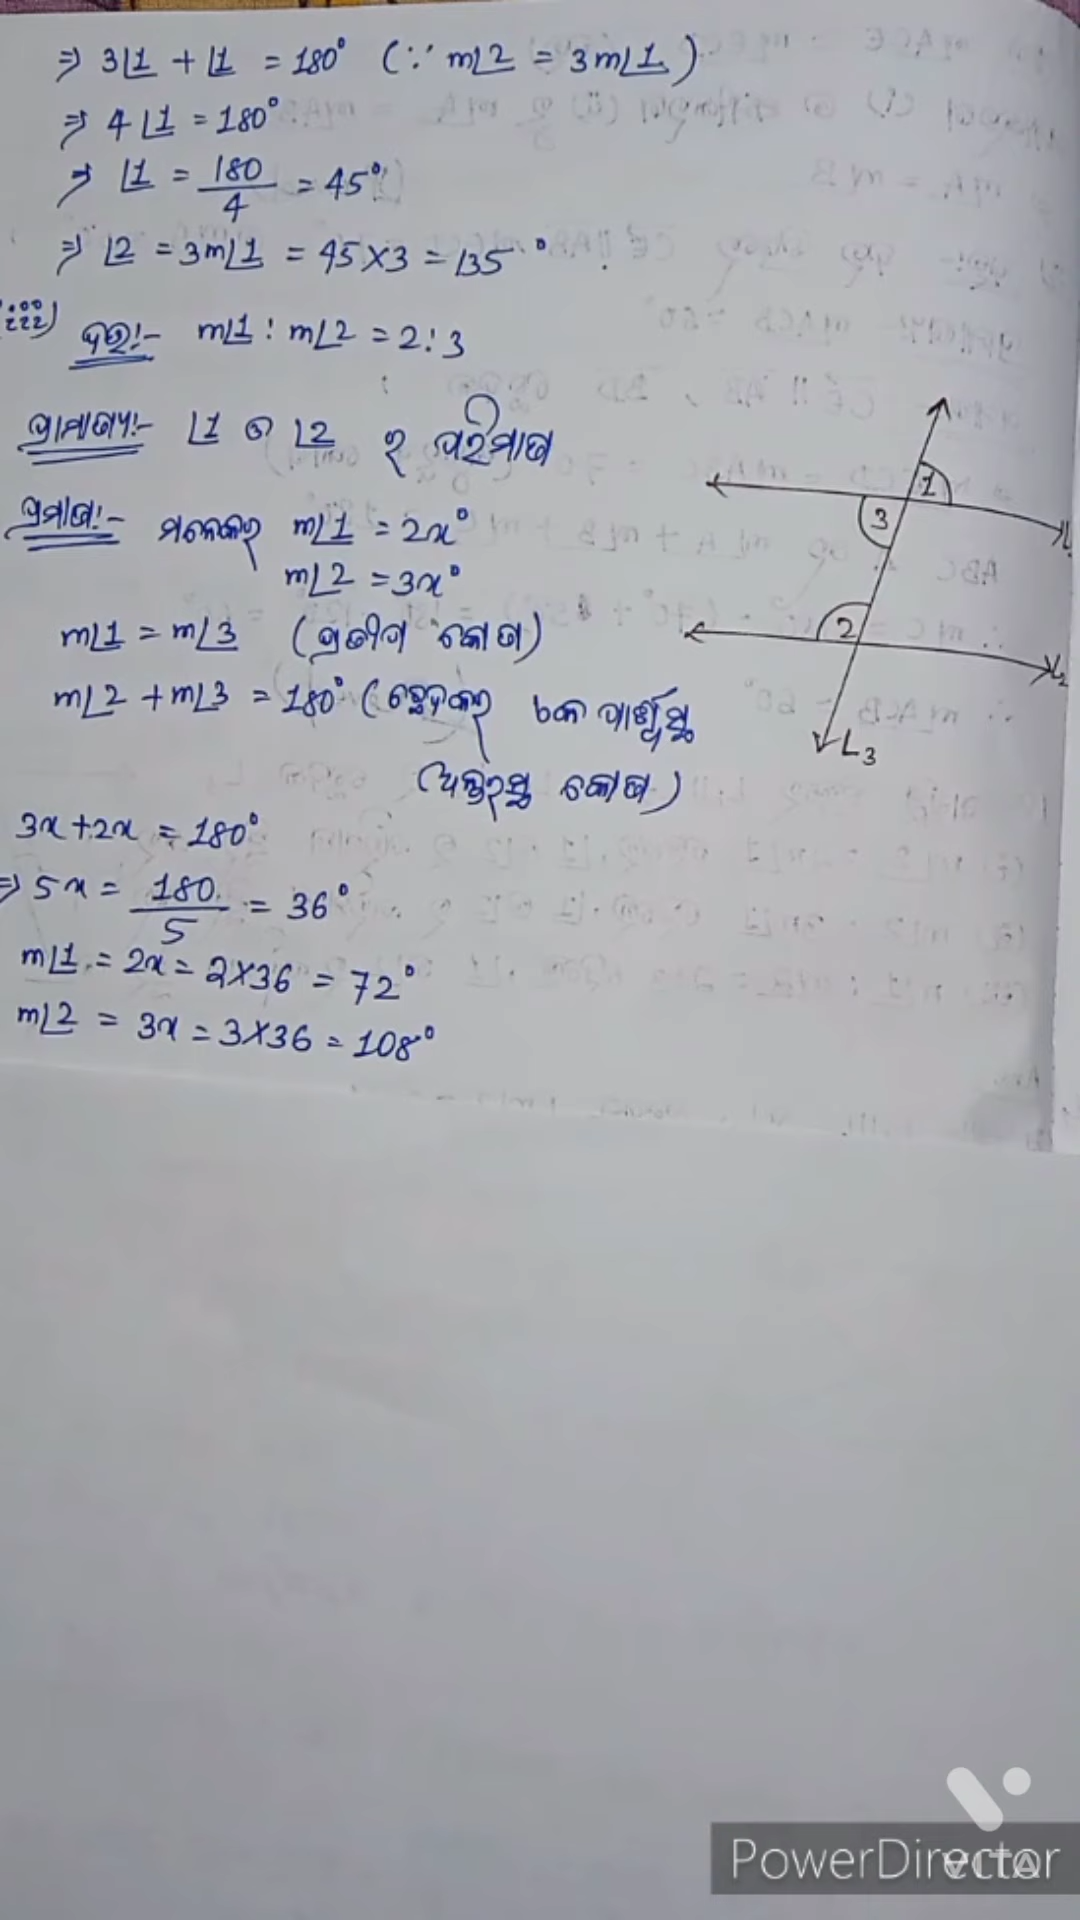 ⇒ 3∠1 + ∠1 = 180° (∵ m∠2 = 3m∠1)
⇒ 4∠1 = 180°
⇒ ∠1 = 180/4 = 45°
⇒ ∠2 = 3m∠1 = 45×3 = 135°
ଦତ୍ତ:- m∠1 : m∠2 = 2:3
ପ୍ରାମାଣ୍ୟ:- ∠1 ଓ ∠2 ର ପରିମାଣ
ପ୍ରମାଣ:- ମନେକର m∠1 = 2x°
m∠2 = 3x°
m∠1 = m∠3 (ପ୍ରତୀପ କୋଣ)
m∠2 + m∠3 = 180° (ଛେଦକର ଏକ ପାର୍ଶ୍ୱସ୍ଥ
ଅନ୍ତଃସ୍ଥ କୋଣ)
3x+2x = 180°
⇒ 5x = 180/5 = 36°
m∠1 = 2x = 2×36 = 72°
m∠2 = 3x = 3×36 = 108°
1
3
2
L₂
L₃
PowerDirector
VITA